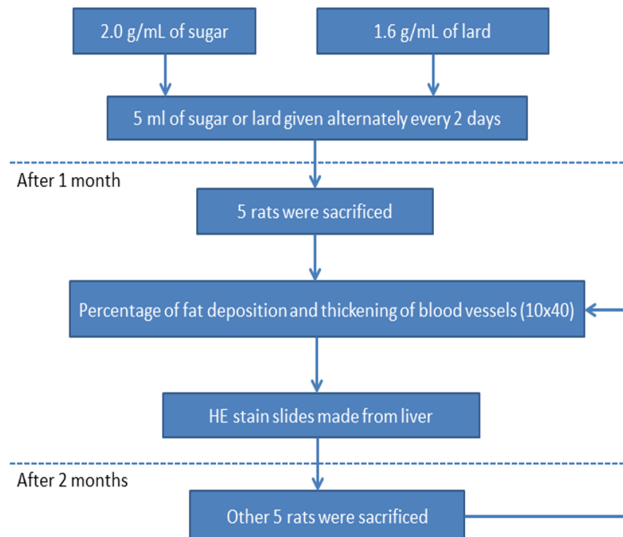 2.0 g/mL of sugar
1.6 g/mL of lard
5 ml of sugar or lard given alternately every 2 days
After 1 month
5 rats were sacrificed
Percentage of fat deposition and thickening of blood vessels (10x40)
HE stain slides made from liver
After 2 months
Other 5 rats were sacrificed